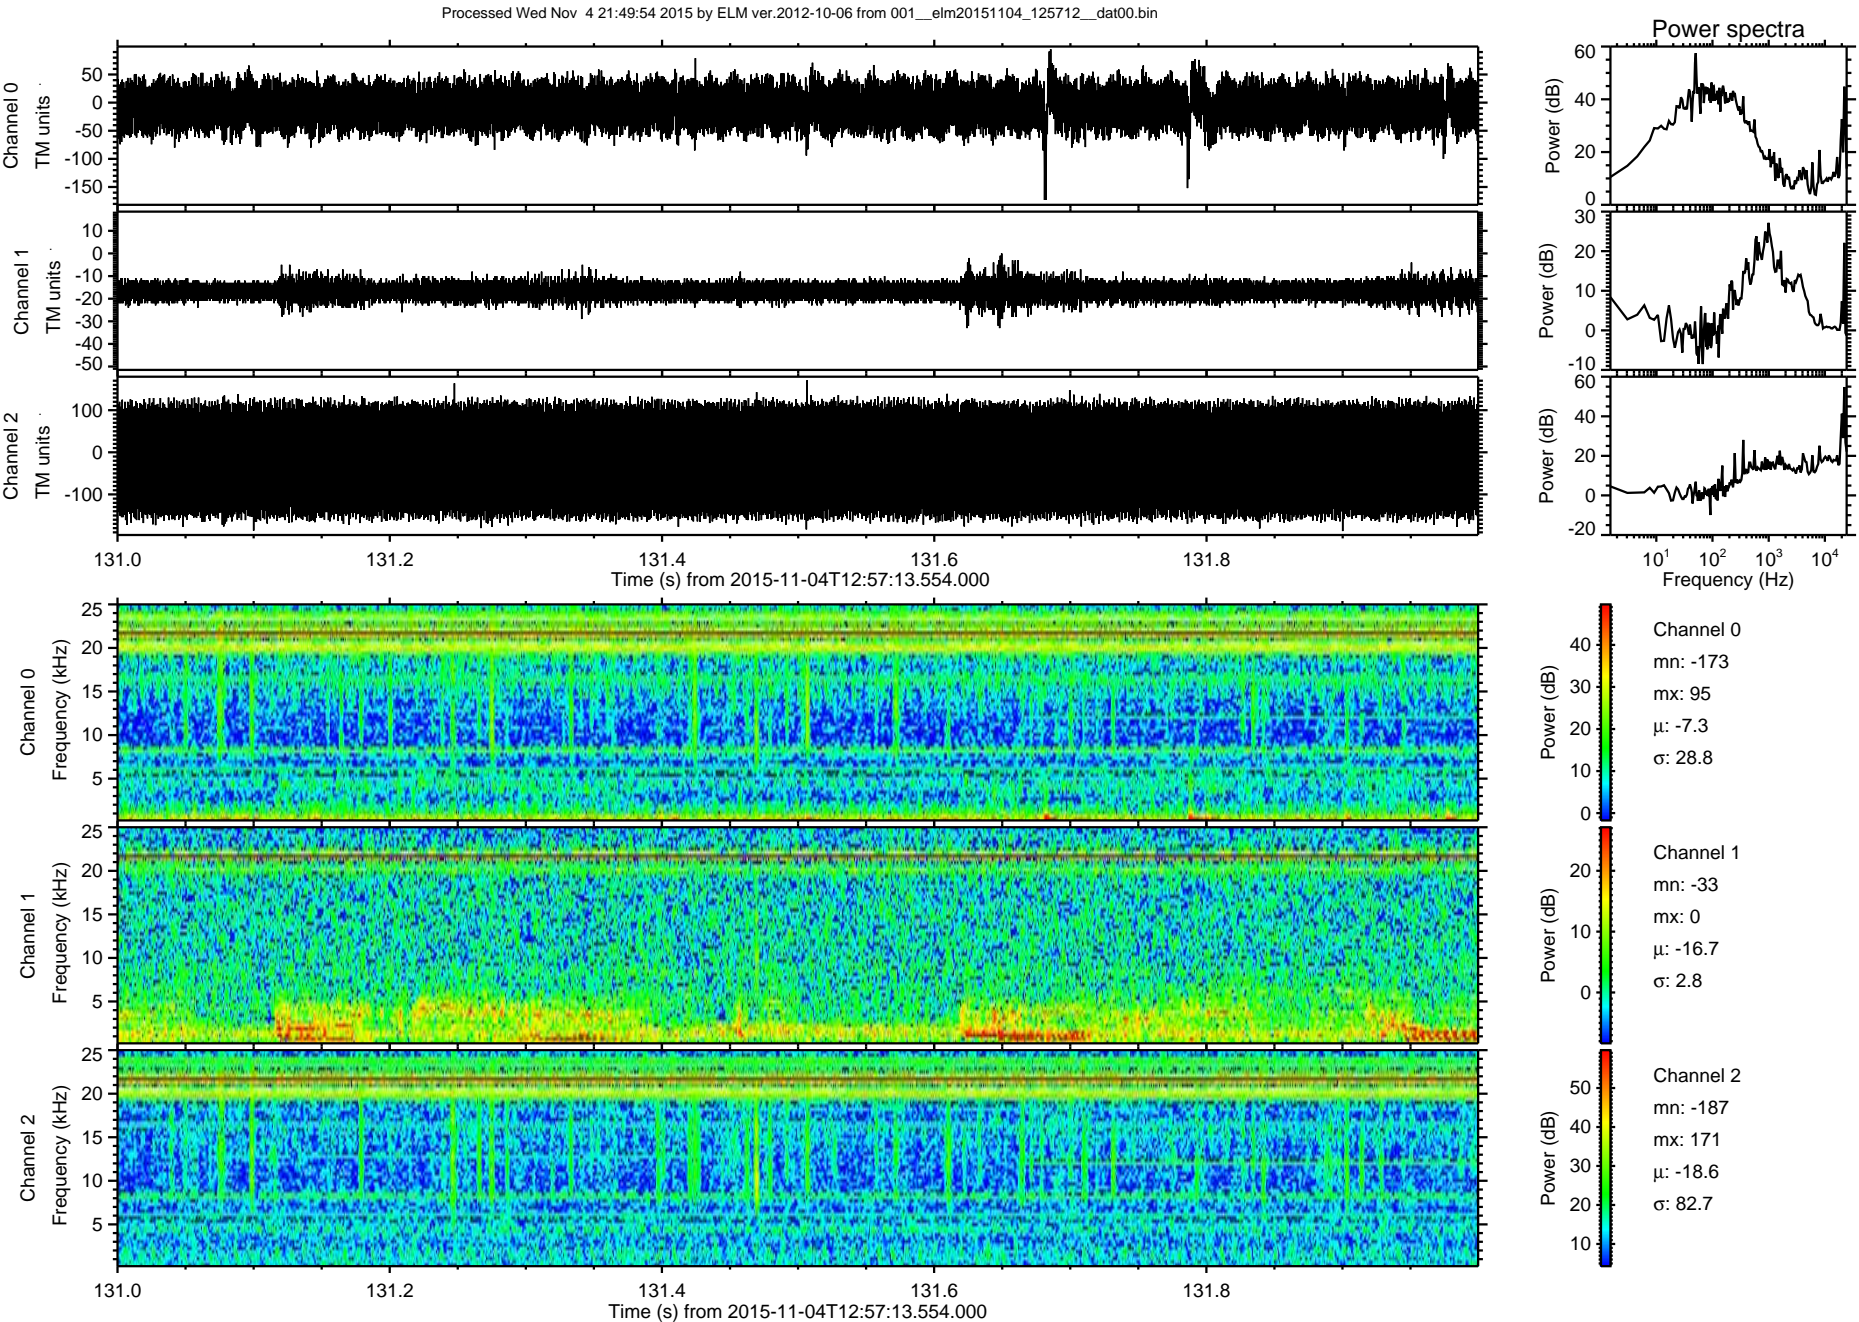 Processed Wed Nov  4 21:49:54 2015 by ELM ver.2012-10-06 from 001__elm20151104_125712__dat00.bin
Power spectra
Channel 0
TM units
50
0
-50
-100
-150
Power (dB)
60
40
20
0
Channel 1
TM units
10
0
-10
-20
-30
-40
-50
Power (dB)
30
20
10
0
-10
Channel 2
TM units
100
0
-100
Power (dB)
60
40
20
0
-20
131.0
131.2
131.4
131.6
131.8
Time (s) from 2015-11-04T12:57:13.554.000
10¹
10²
10³
10⁴
Frequency (Hz)
Channel 0
Frequency (kHz)
25
20
15
10
5
Power (dB)
40
30
20
10
0
Channel 0
mn: -173
mx: 95
μ: -7.3
σ: 28.8
Channel 1
Frequency (kHz)
25
20
15
10
5
Power (dB)
20
10
0
Channel 1
mn: -33
mx: 0
μ: -16.7
σ: 2.8
Channel 2
Frequency (kHz)
25
20
15
10
5
Power (dB)
50
40
30
20
10
Channel 2
mn: -187
mx: 171
μ: -18.6
σ: 82.7
131.0
131.2
131.4
131.6
131.8
Time (s) from 2015-11-04T12:57:13.554.000